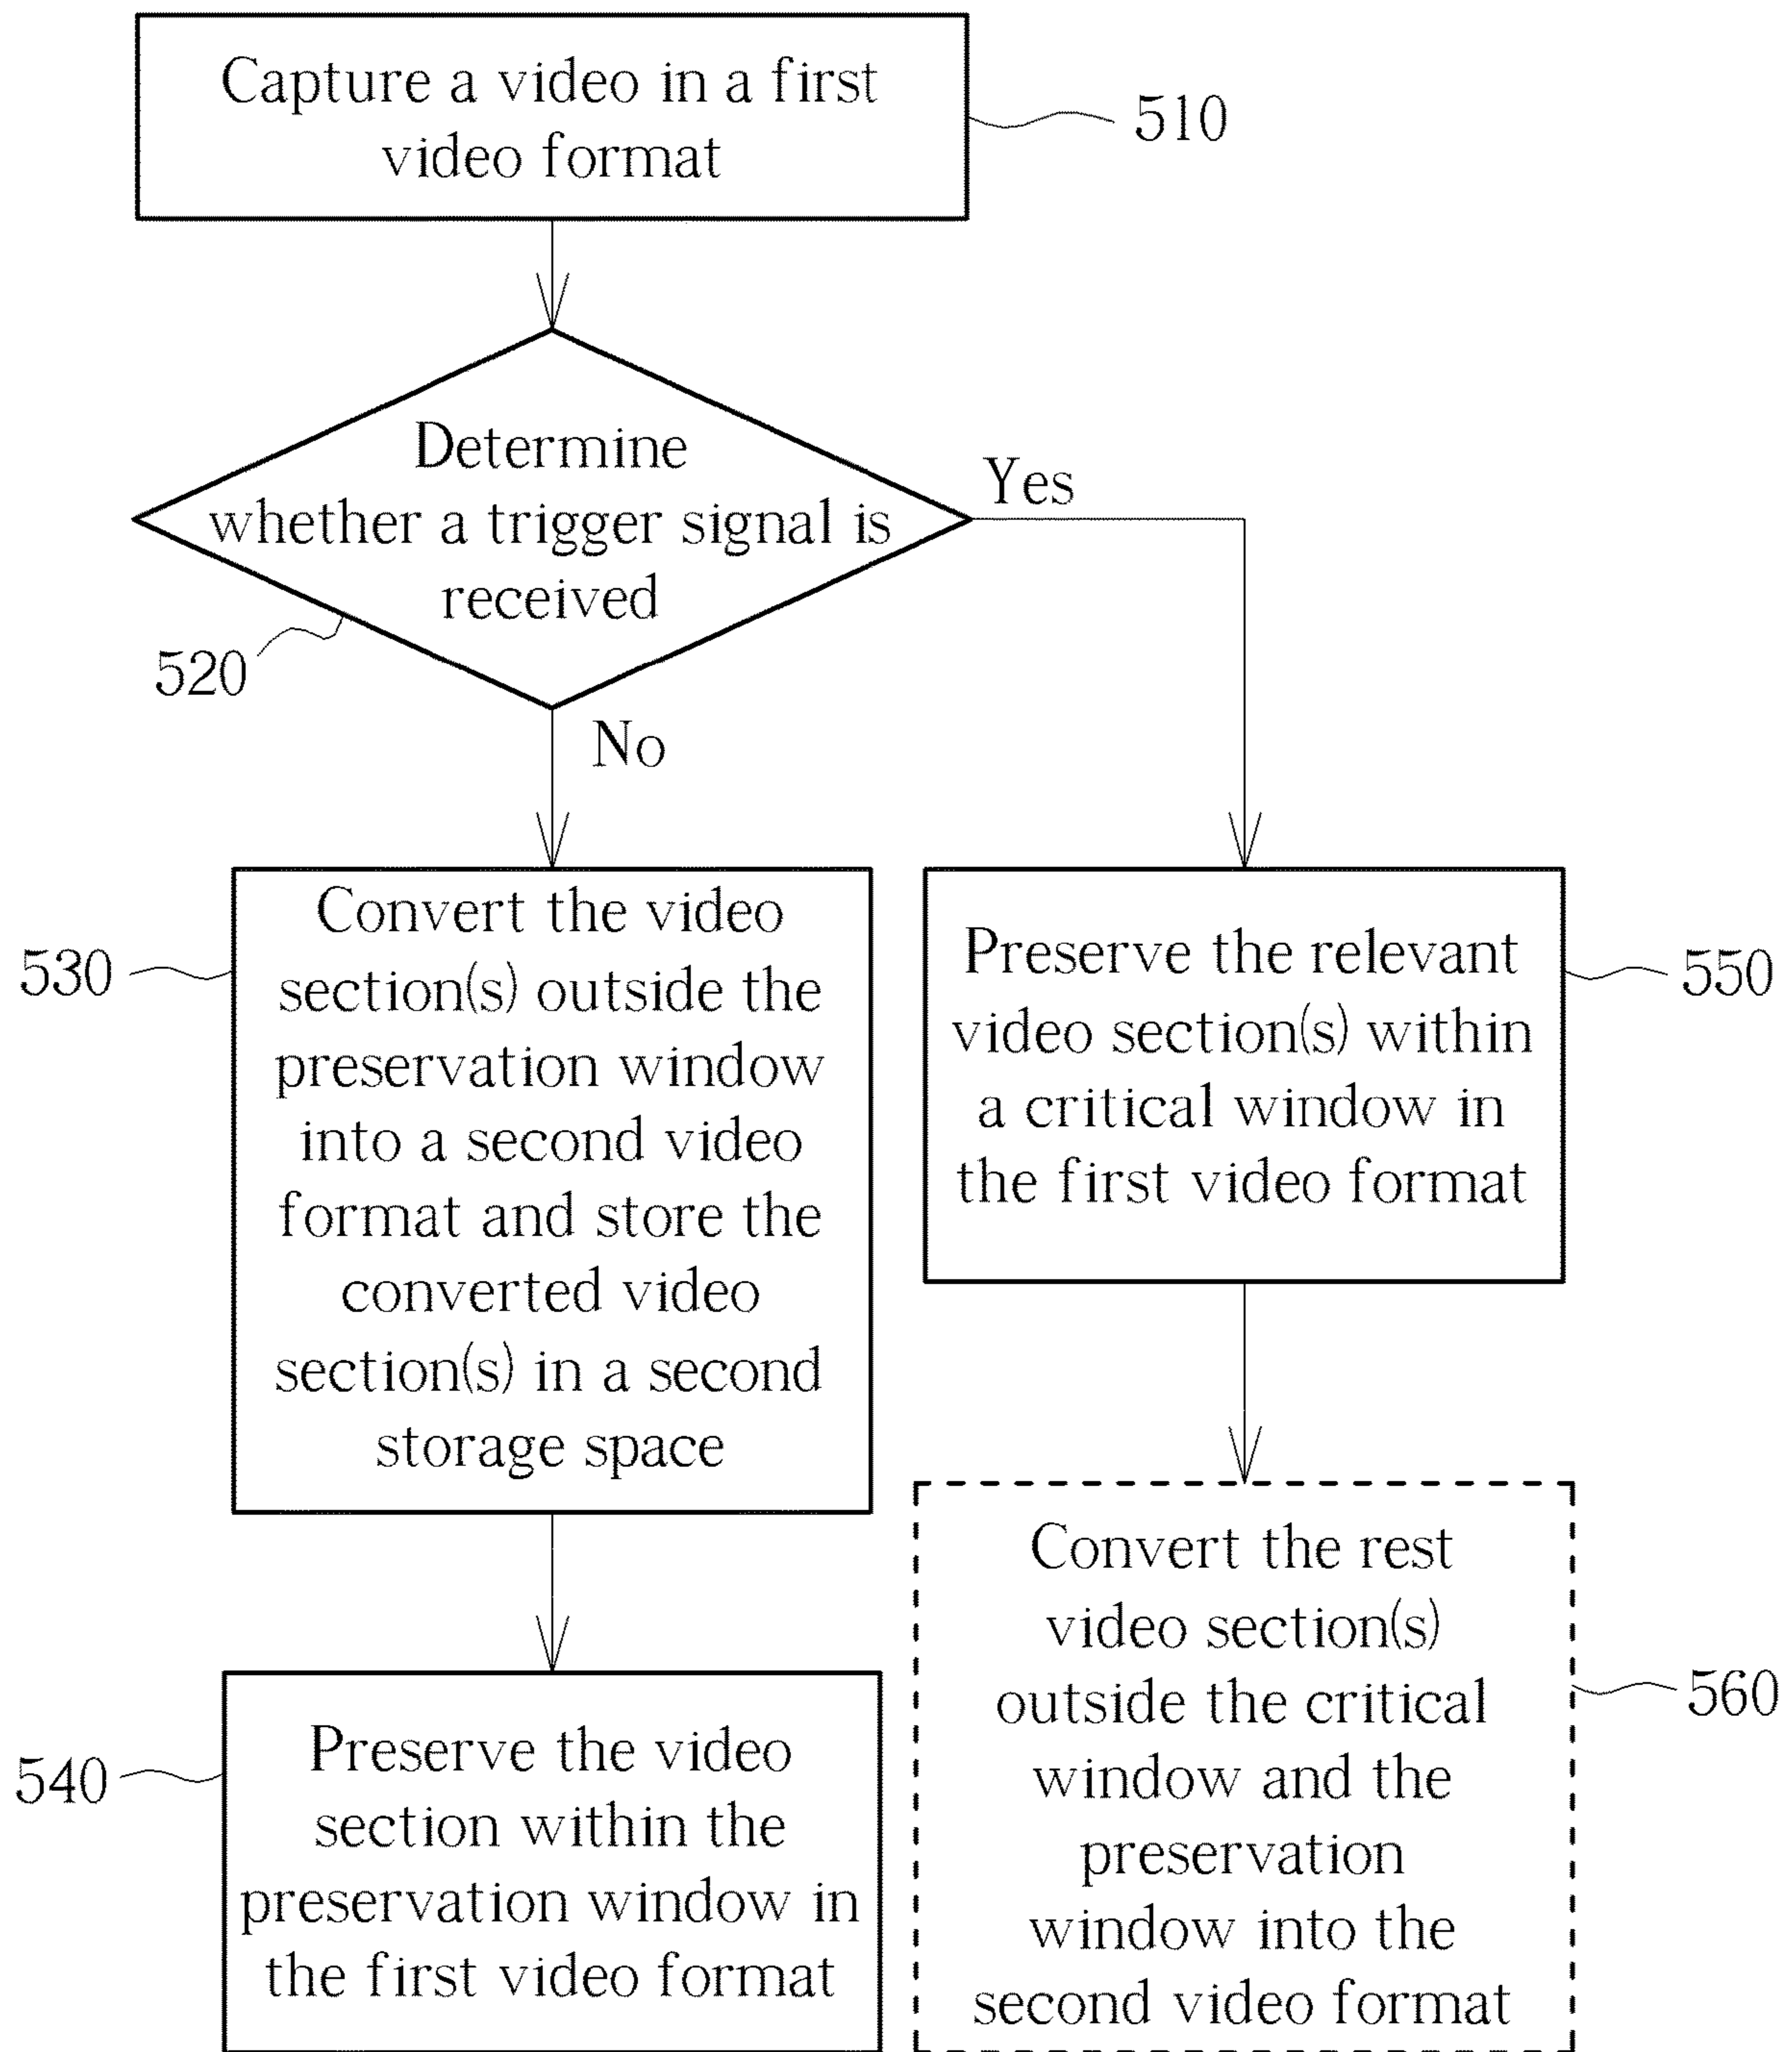 Capture a video in a first
video format
510
Determine
whether a trigger signal is
received
Yes
520
No
Convert the video
section(s) outside the
preservation window
into a second video
format and store the
converted video
section(s) in a second
storage space
530
Preserve the relevant
video section(s) within
a critical window in
the first video format
550
Preserve the video
section within the
preservation window in
the first video format
540
Convert the rest
video section(s)
outside the critical
window and the
preservation
window into the
second video format
560